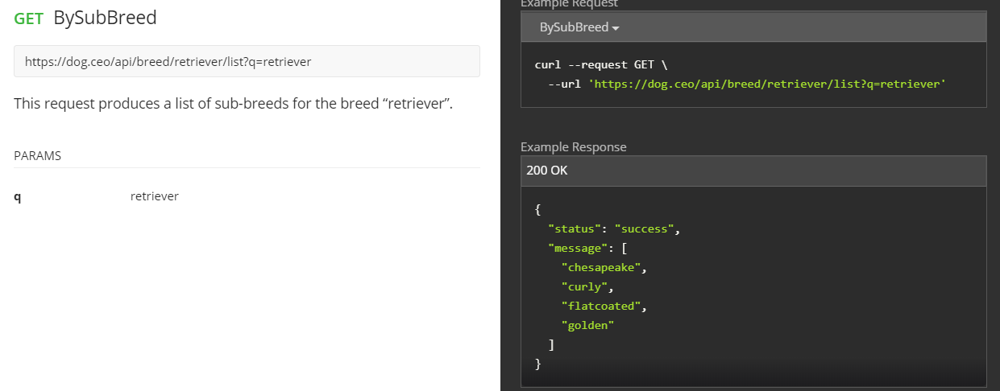 GET BySubBreed
https://dog.ceo/api/breed/retriever/list?q=retriever
This request produces a list of sub-breeds for the breed “retriever”.
PARAMS
q retriever
Example Request
BySubBreed
curl --request GET \
  --url 'https://dog.ceo/api/breed/retriever/list?q=retriever'
Example Response
200 OK
{
  "status": "success",
  "message": [
    "chesapeake",
    "curly",
    "flatcoated",
    "golden"
  ]
}